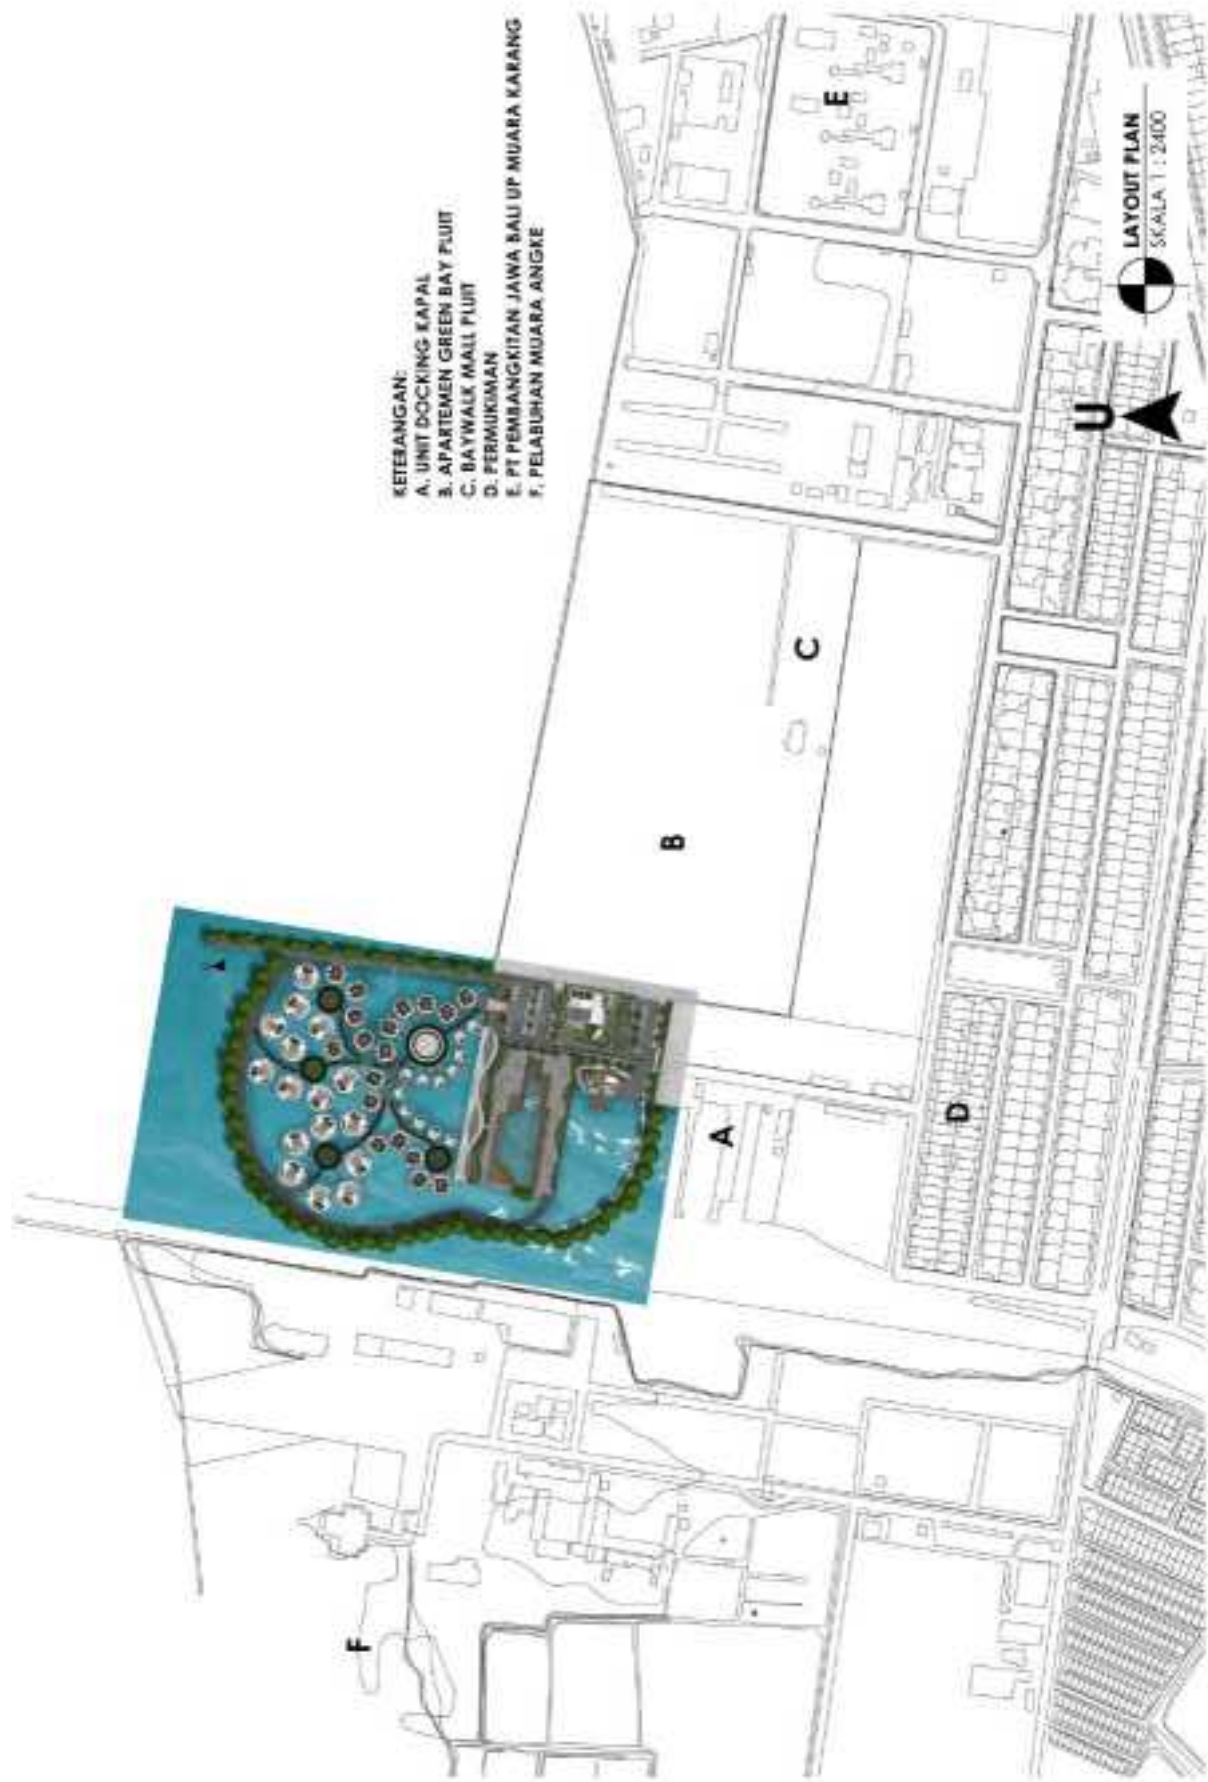 KETERANGAN:
A. UNIT DOCKING KAPAL
B. APARTEMEN GREEN BAY PLUIT
C. BAYWALK MALL PLUIT
D. PERMUKIMAN
E. PT PEMBANGKITAN JAWA BALI UP MUARA KARANG
F. PELABUHAN MUARA ANGKE
F
A
B
C
D
E
U
LAYOUT PLAN
SKALA 1 : 2400